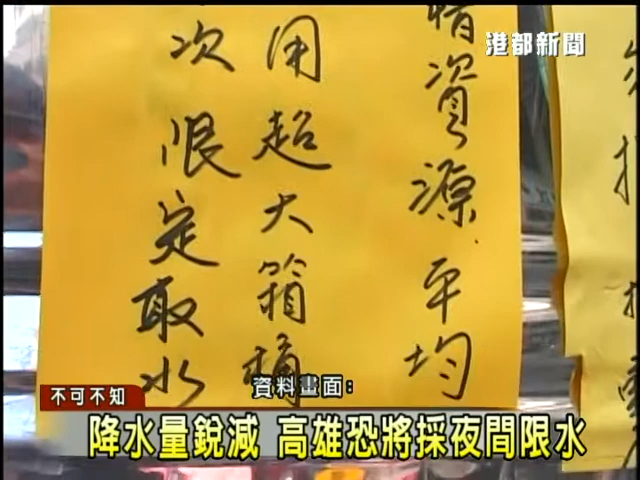 港都新聞
惜資源平均
用超大箱桶
次限定取水
不可不知
資料畫面:
降水量銳減 高雄恐將採夜間限水